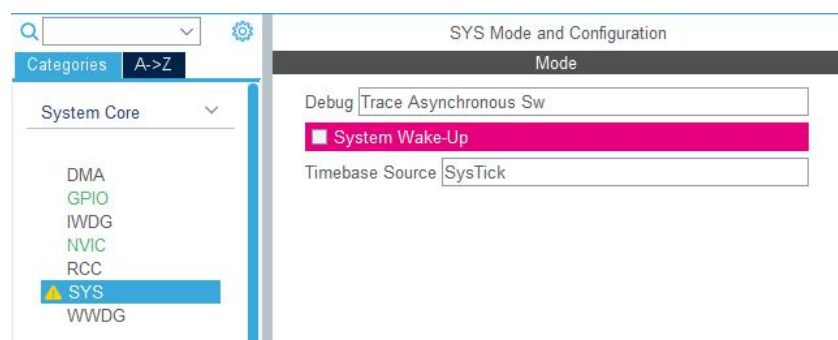 SYS Mode and Configuration
Mode
Categories A->Z
System Core
DMA
GPIO
IWDG
NVIC
RCC
SYS
WWDG
Debug Trace Asynchronous Sw
System Wake-Up
Timebase Source SysTick